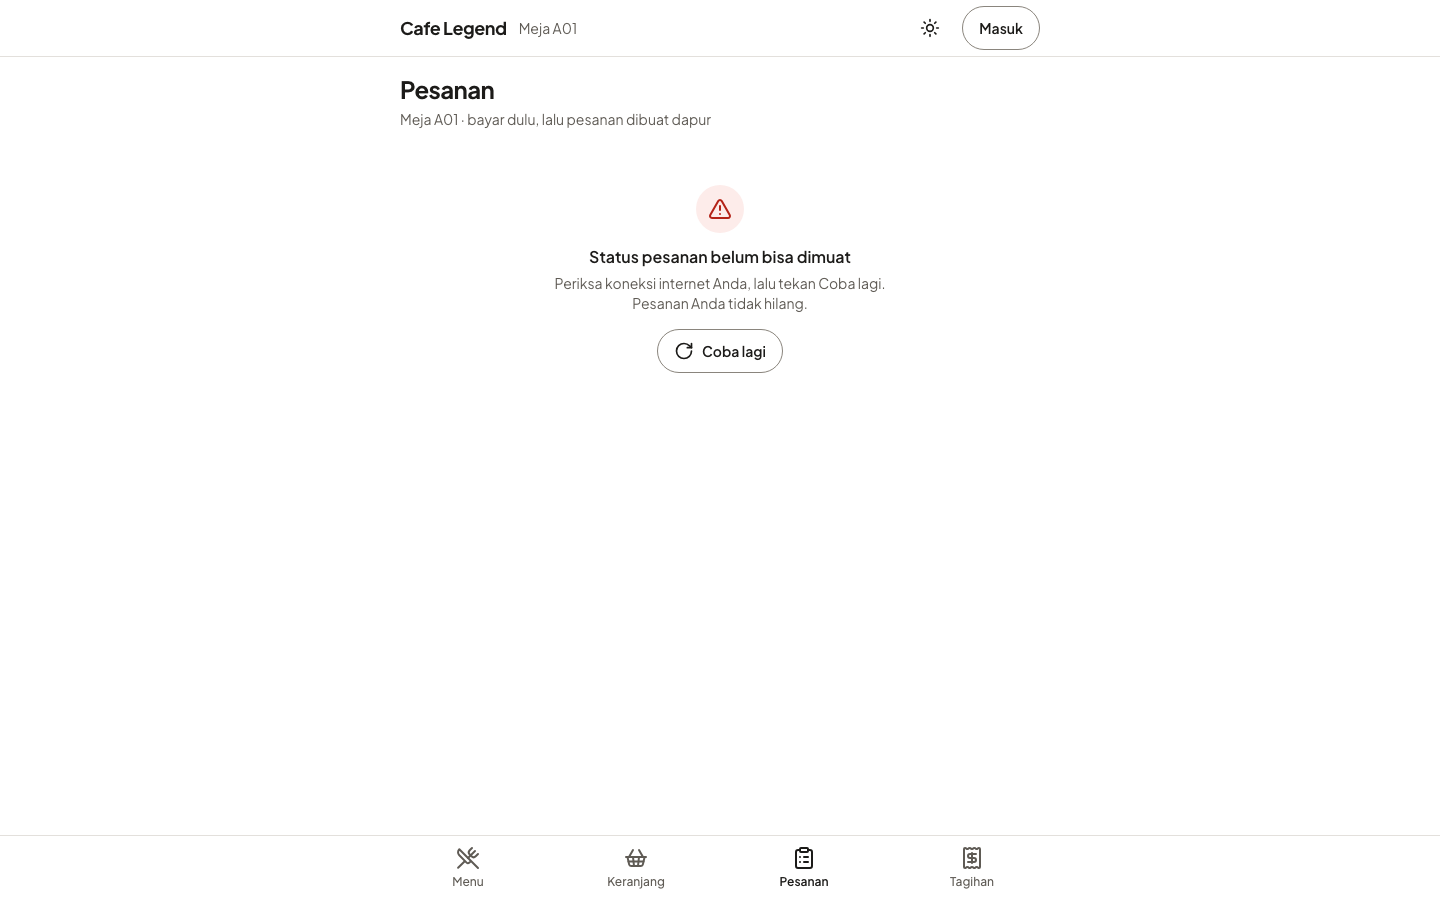 Cafe Legend Meja A01
Masuk
Pesanan
Meja A01 · bayar dulu, lalu pesanan dibuat dapur
Status pesanan belum bisa dimuat
Periksa koneksi internet Anda, lalu tekan Coba lagi.
Pesanan Anda tidak hilang.
Coba lagi
Menu
Keranjang
Pesanan
Tagihan